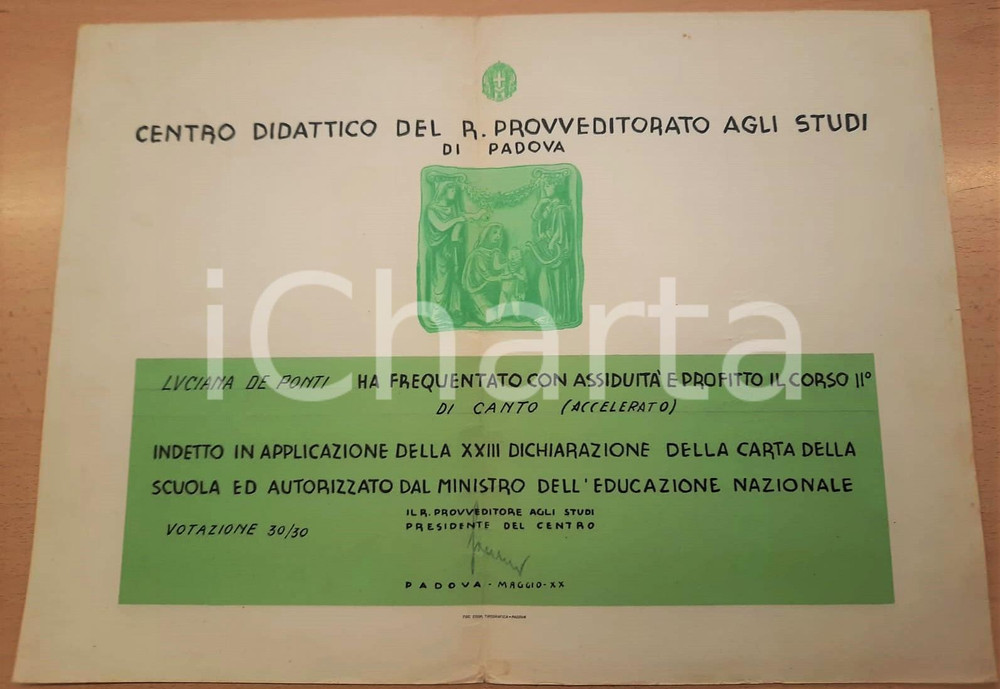 CENTRO DIDATTICO DEL R. PROVVEDITORATO AGLI STUDI
DI PADOVA
iCharta
LVCIANA DE PONTI HA FREQUENTATO CON ASSIDUITÀ E PROFITTO IL CORSO II°
DI CANTO (ACCELERATO)
INDETTO IN APPLICAZIONE DELLA XXIII DICHIARAZIONE DELLA CARTA DELLA
SCUOLA ED AUTORIZZATO DAL MINISTRO DELL'EDUCAZIONE NAZIONALE
IL R. PROVVEDITORE AGLI STUDI
PRESIDENTE DEL CENTRO
VOTAZIONE 30/30
PADOVA - MAGGIO - XX